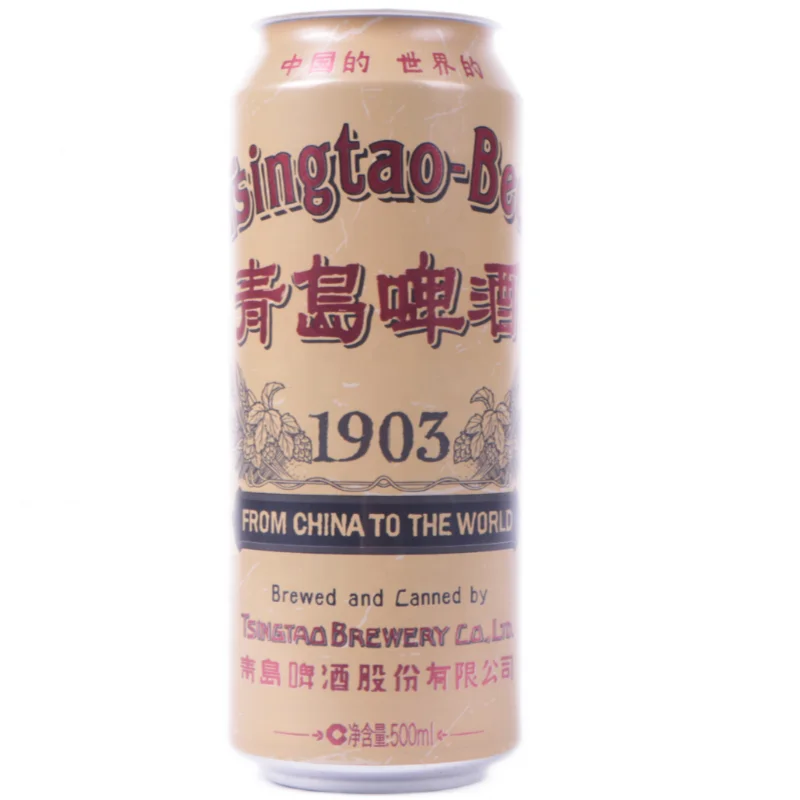 中国的 世界的
Tsingtao-Be
青島啤酒
1903
FROM CHINA TO THE WORLD
Brewed and Canned by
TSINGTAO BREWERY CO., LTD.
青島啤酒股份有限公司
C净含量:500ml